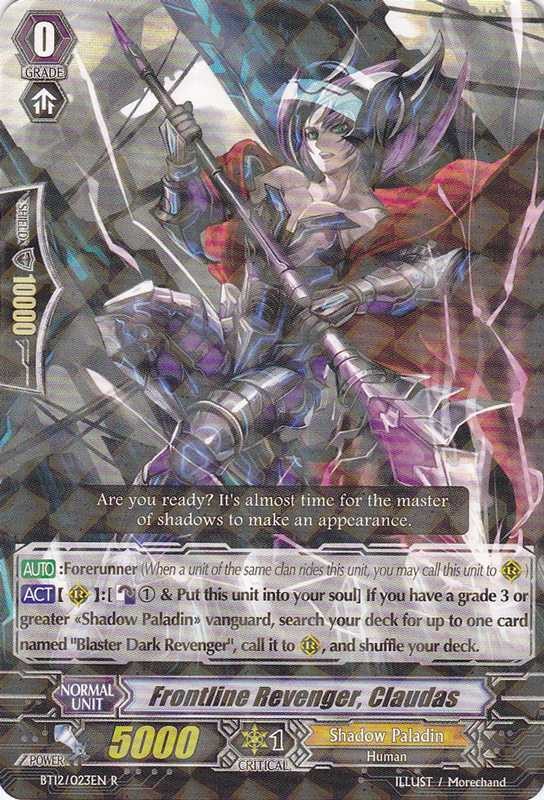 0
GRADE
SHIELD
10000
Are you ready? It's almost time for the master
of shadows to make an appearance.
AUTO :Forerunner (When a unit of the same clan rides this unit, you may call this unit to R)
ACT [R]:[① & Put this unit into your soul] If you have a grade 3 or
greater «Shadow Paladin» vanguard, search your deck for up to one card
named "Blaster Dark Revenger", call it to R, and shuffle your deck.
NORMAL
UNIT
Frontline Revenger, Claudas
POWER
5000
1
CRITICAL
Shadow Paladin
Human
BT12/023EN R
ILLUST / Morechand